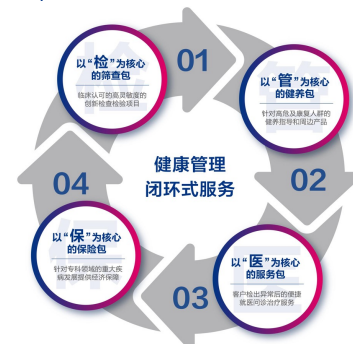 01
以“检”为核心
的筛查包
临床认可的高灵敏度的
创新检查检验项目
以“管”为核心
的健养包
针对高危及康复人群的
健养指导和周边产品
02
健康管理
闭环式服务
04
以“保”为核心
的保险包
针对专科领域的重大疾
病发展提供经济保障
以“医”为核心
的服务包
客户检出异常后的便捷
就医问诊治疗服务
03